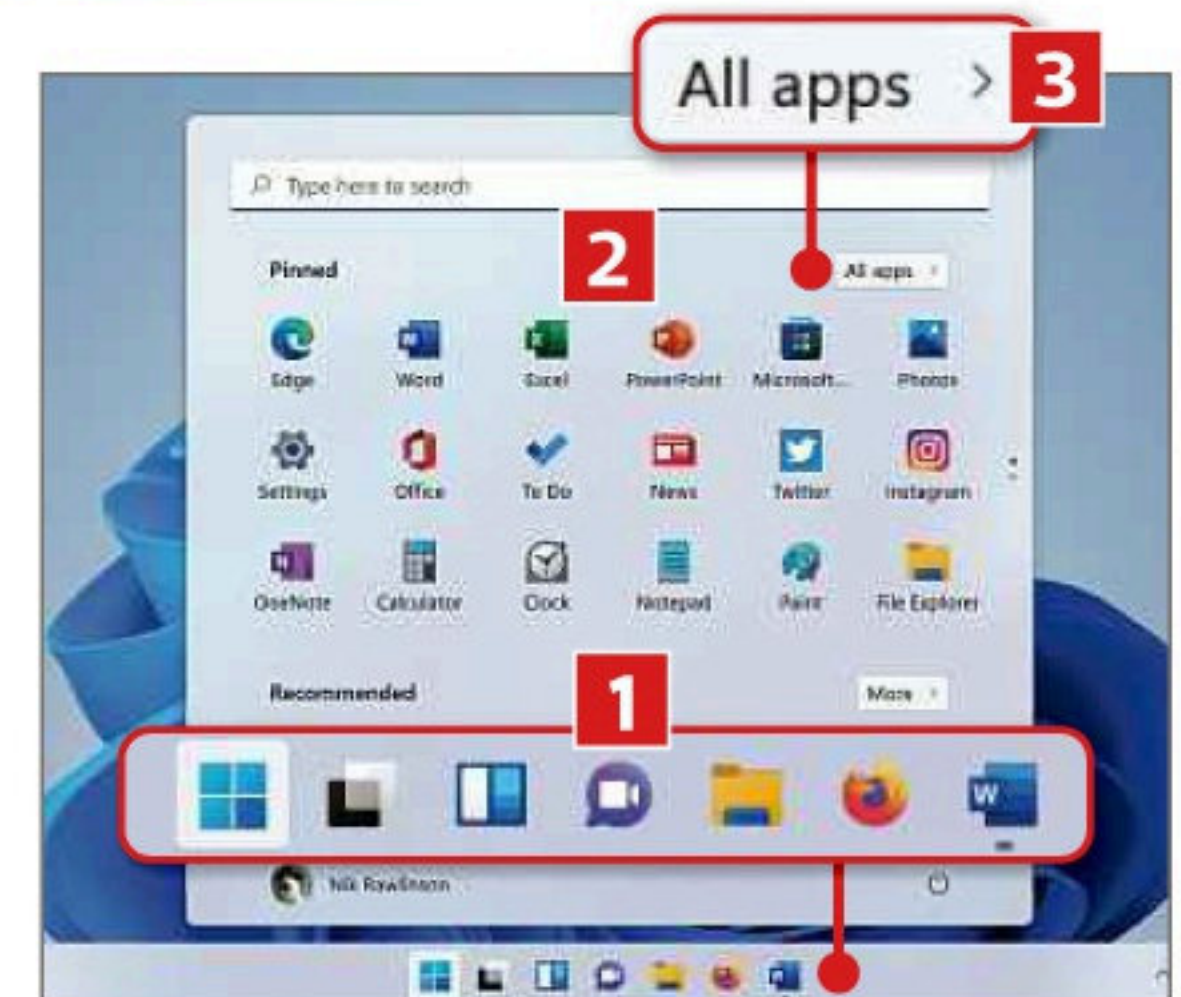 All apps > 3
Type here to search
2
Pinned
All apps >
Edge Word Excel PowerPoint Microsoft... Photos
Settings Office To Do News Twitter Instagram
OneNote Calculator Clock Notepad Paint File Explorer
1
Recommended
More >
W
Nik Rawlinson